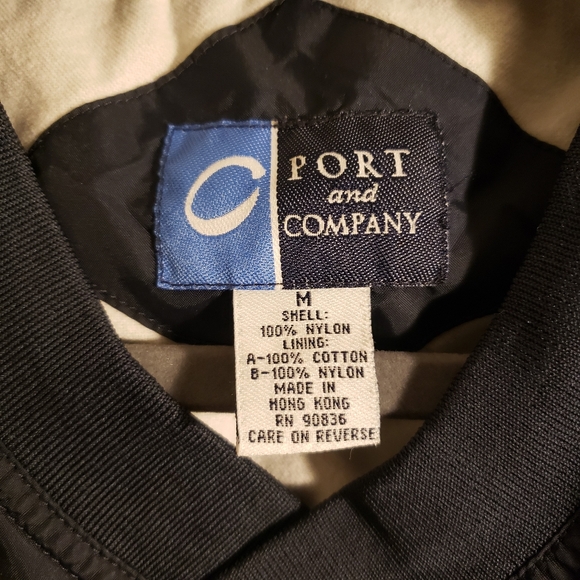 PORT
and
COMPANY
M
SHELL:
100% NYLON
LINING:
A-100% COTTON
B-100% NYLON
MADE IN
HONG KONG
RN 90836
CARE ON REVERSE